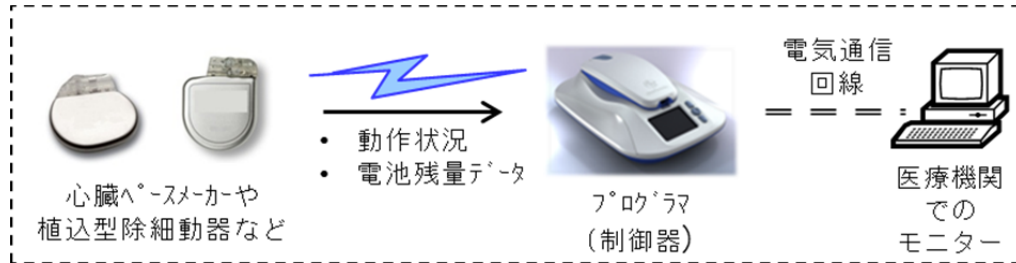 心臓ﾍﾟｰｽﾒｰｶｰや
植込型除細動器など
• 動作状況
• 電池残量ﾃﾞｰﾀ
ﾌﾟﾛｸﾞﾗﾏ
(制御器)
電気通信
回線
医療機関
での
モニター